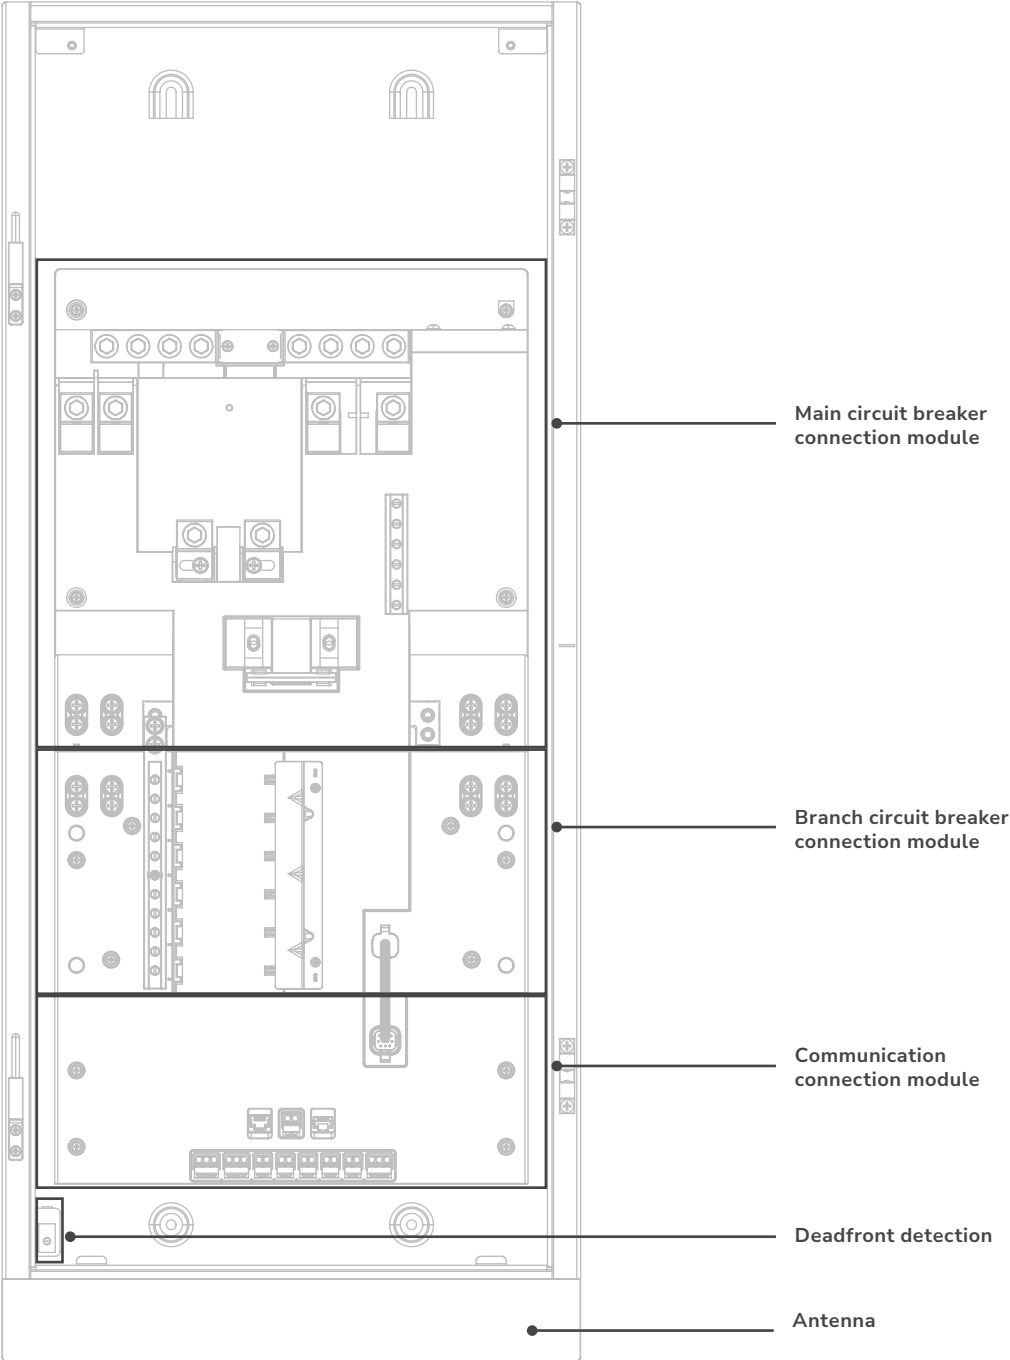 Main circuit breaker
connection module
Branch circuit breaker
connection module
Communication
connection module
Deadfront detection
Antenna